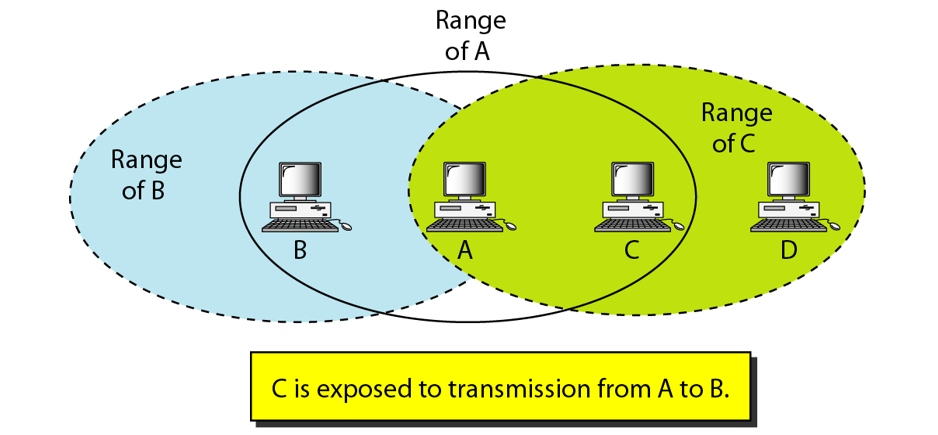 Range
of A
Range
of B
Range
of C
B
A
C
D
C is exposed to transmission from A to B.